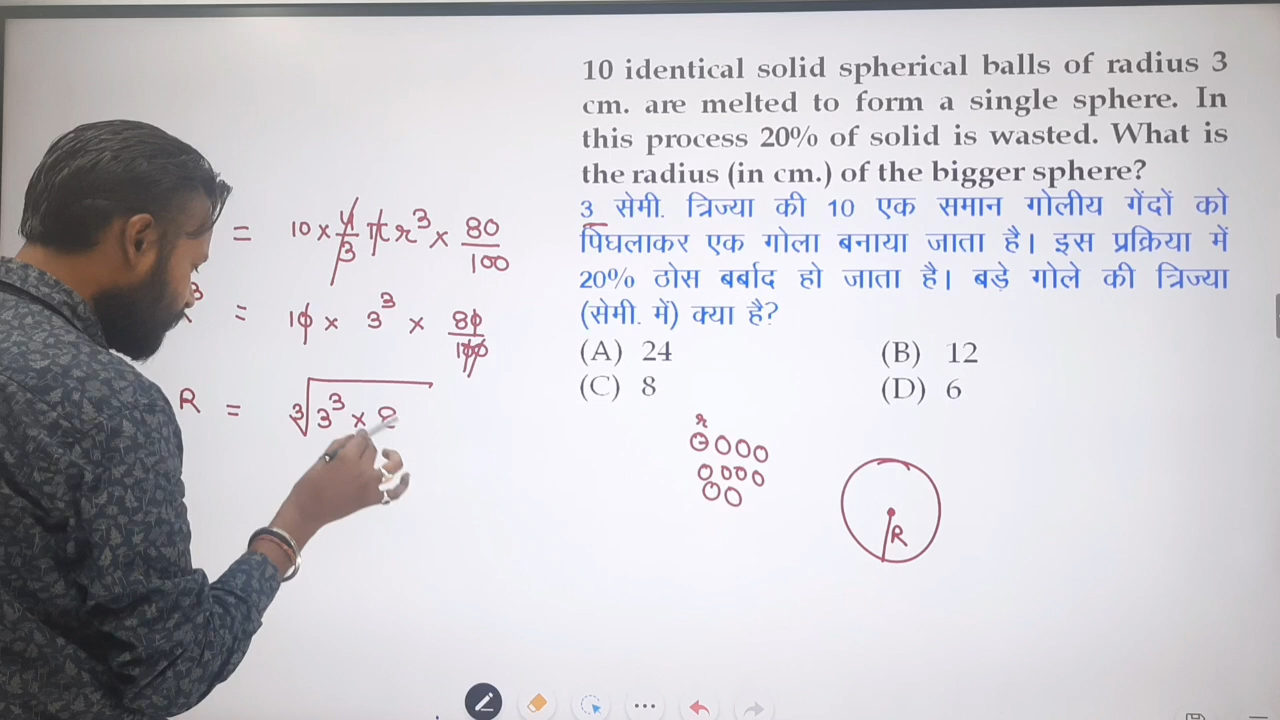 10 identical solid spherical balls of radius 3
cm. are melted to form a single sphere. In
this process 20% of solid is wasted. What is
the radius (in cm.) of the bigger sphere?
3 सेमी. त्रिज्या की 10 एक समान गोलीय गेंदों को
पिघलाकर एक गोला बनाया जाता है। इस प्रक्रिया में
20% ठोस बर्बाद हो जाता है। बड़े गोले की त्रिज्या
(सेमी. में) क्या है?
(A) 24
(B) 12
(C) 8
(D) 6
= 10 × 4/3 π r³ × 80/100
³ = 10 × 3³ × 80/100
R = ∛3³ × 8
r
R